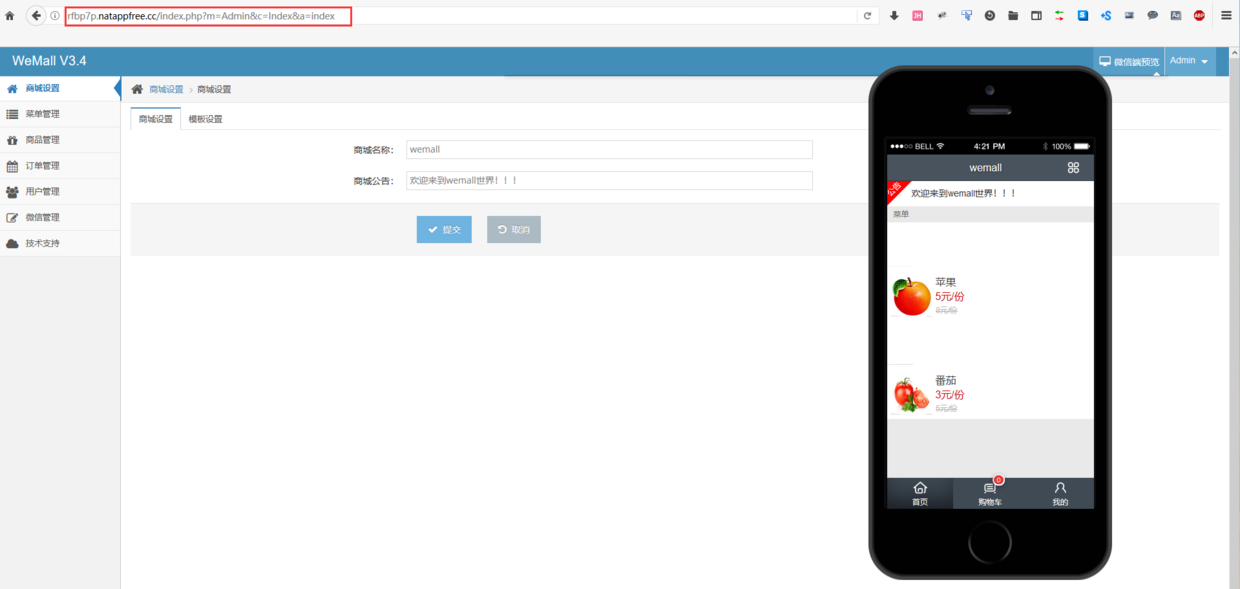 rfbp7p.natappfree.cc/index.php?m=Admin&c=Index&a=index
WeMall V3.4
微信端预览
Admin
商城设置
菜单管理
商品管理
订单管理
用户管理
微信管理
技术支持
商城设置 > 商城设置
商城设置 模板设置
商城名称： wemall
商城公告： 欢迎来到wemall世界！！！
提交 取消
BELL 4:21 PM 100%
wemall
公告 欢迎来到wemall世界！！！
菜单
苹果
5元/份
8元/份
番茄
3元/份
5元/份
0
首页 购物车 我的